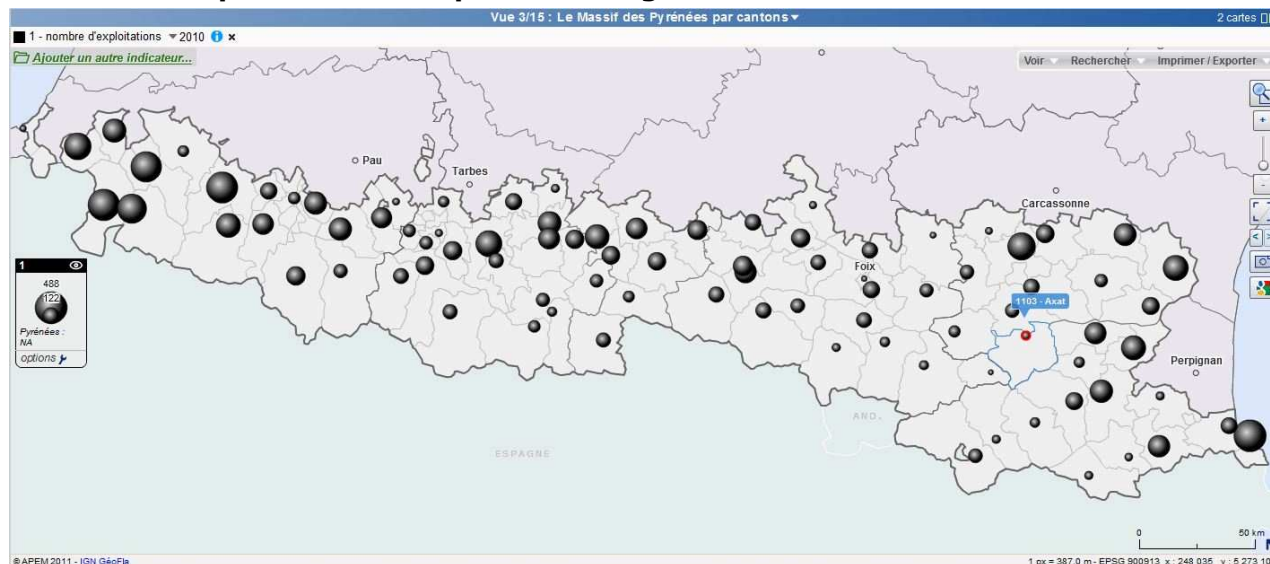 Vue 3/15 : Le Massif des Pyrénées par cantons
2 cartes
1 - nombre d'exploitations 2010
Ajouter un autre indicateur...
Voir Rechercher Imprimer / Exporter
Pau
Tarbes
Carcassonne
Foix
1103 - Axat
Perpignan
AND.
ESPAGNE
1
488
122
Pyrénées :
NA
options
0 50 km
© APEM 2011 - IGN GéoFla
1 px = 387.0 m - EPSG 900913 x : 248 035 y : 5 273 10